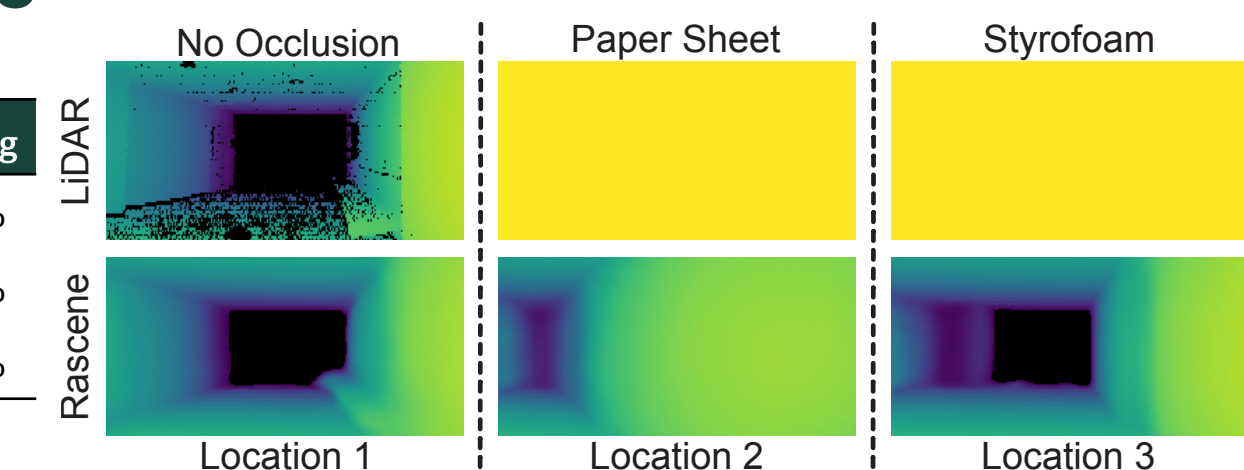 No Occlusion
Paper Sheet
Styrofoam
LiDAR
g
Rascene
Location 1
Location 2
Location 3